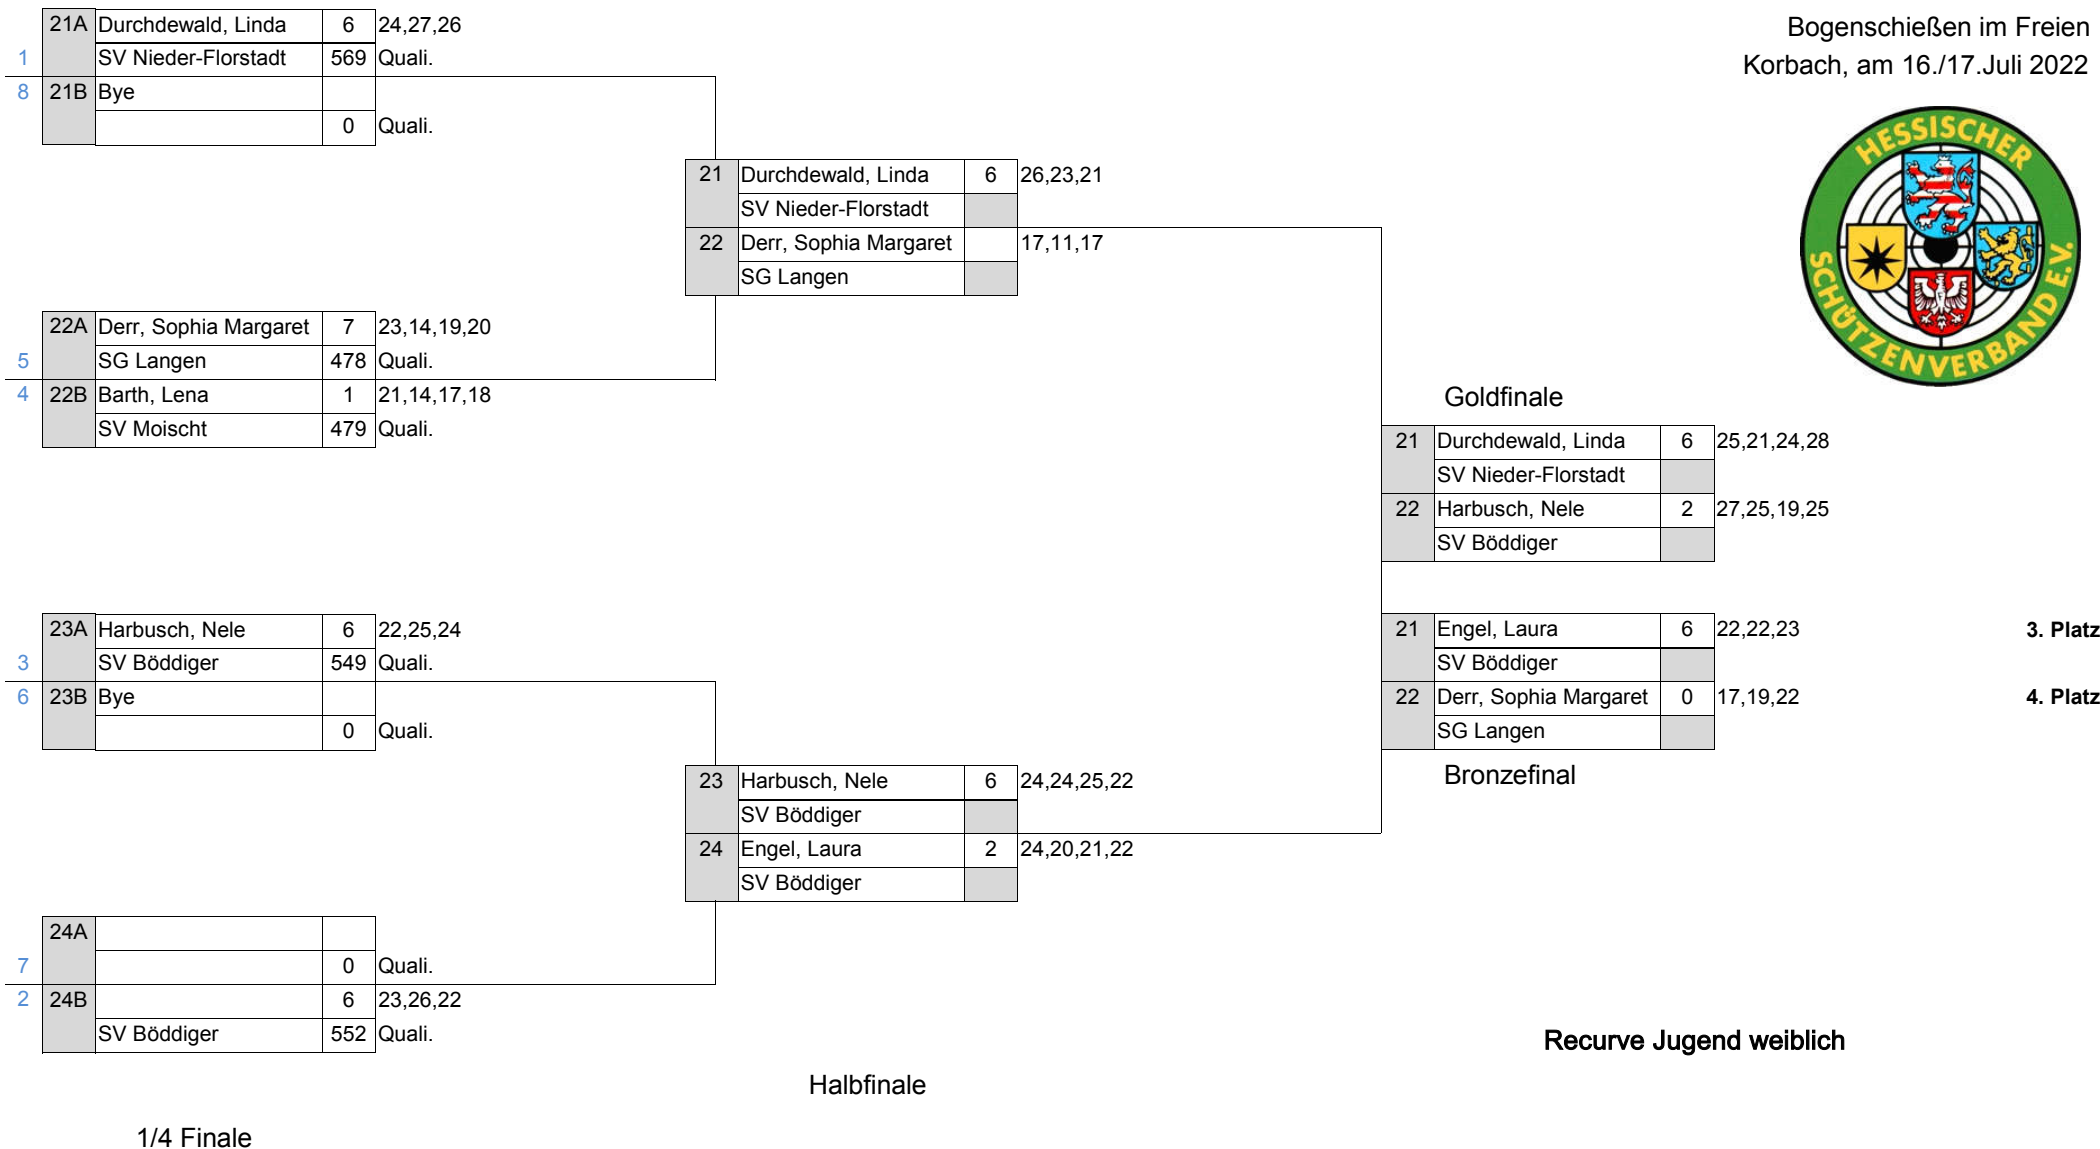 Bogenschießen im Freien
Korbach, am 16./17.Juli 2022
HESSISCHER
SCHÜTZENVERBAND E.V.
21A Durchdewald, Linda 6 24,27,26
1 SV Nieder-Florstadt 569 Quali.
8 21B Bye
0 Quali.
22A Derr, Sophia Margaret 7 23,14,19,20
5 SG Langen 478 Quali.
4 22B Barth, Lena 1 21,14,17,18
SV Moischt 479 Quali.
23A Harbusch, Nele 6 22,25,24
3 SV Böddiger 549 Quali.
6 23B Bye
0 Quali.
24A
7 0 Quali.
2 24B 6 23,26,22
SV Böddiger 552 Quali.
1/4 Finale
21 Durchdewald, Linda 6 26,23,21
SV Nieder-Florstadt
22 Derr, Sophia Margaret 17,11,17
SG Langen
23 Harbusch, Nele 6 24,24,25,22
SV Böddiger
24 Engel, Laura 2 24,20,21,22
SV Böddiger
Halbfinale
Goldfinale
21 Durchdewald, Linda 6 25,21,24,28
SV Nieder-Florstadt
22 Harbusch, Nele 2 27,25,19,25
SV Böddiger
21 Engel, Laura 6 22,22,23 3. Platz
SV Böddiger
22 Derr, Sophia Margaret 0 17,19,22 4. Platz
SG Langen
Bronzefinal
Recurve Jugend weiblich